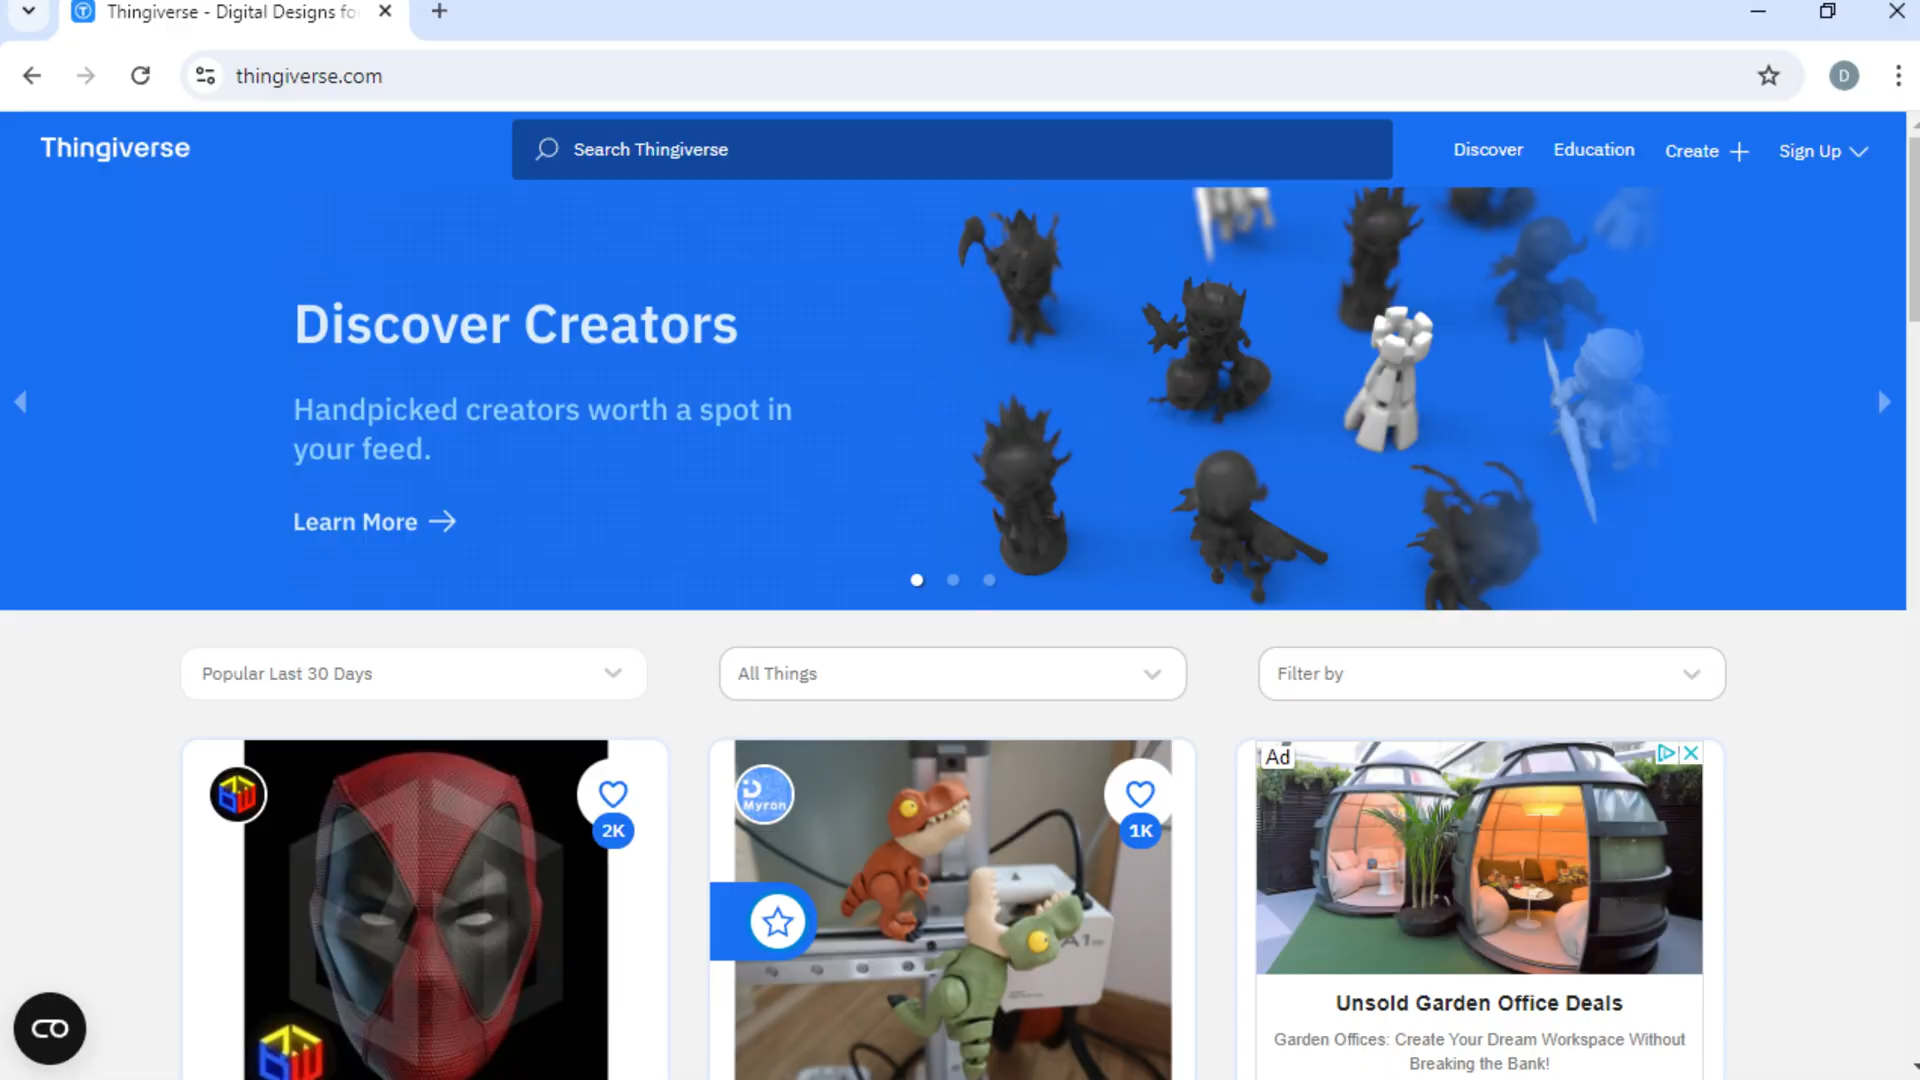 Thingiverse - Digital Designs fo
thingiverse.com
D
Thingiverse
Search Thingiverse
Discover
Education
Create
Sign Up
Discover Creators
Handpicked creators worth a spot in
your feed.
Learn More
Popular Last 30 Days
All Things
Filter by
2K
Myron
1K
A1
Ad
Unsold Garden Office Deals
Garden Offices: Create Your Dream Workspace Without
Breaking the Bank!